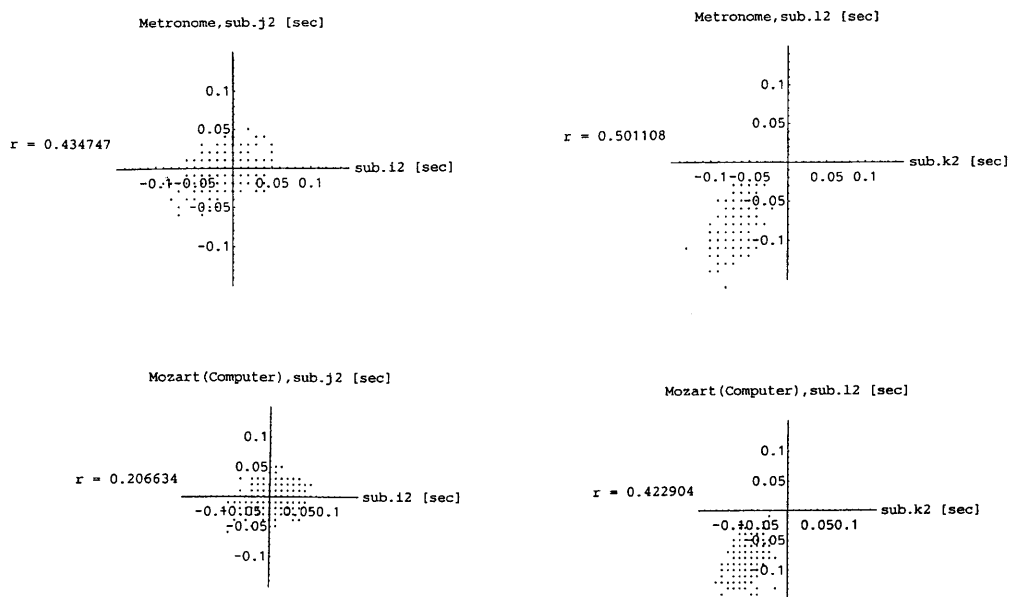 Metronome,sub.j2 [sec]
0.1
0.05
r = 0.434747
sub.i2 [sec]
-0.1 -0.05 0.05 0.1
-0.05
-0.1
Metronome,sub.l2 [sec]
0.1
0.05
r = 0.501108
sub.k2 [sec]
-0.1-0.05 0.05 0.1
-0.05
-0.1
Mozart(Computer),sub.j2 [sec]
0.1
0.05
r = 0.206634
sub.i2 [sec]
-0.1 0.05 0.050.1
-0.05
-0.1
Mozart(Computer),sub.l2 [sec]
0.1
0.05
r = 0.422904
sub.k2 [sec]
-0.1 0.05 0.050.1
-0.05
-0.1